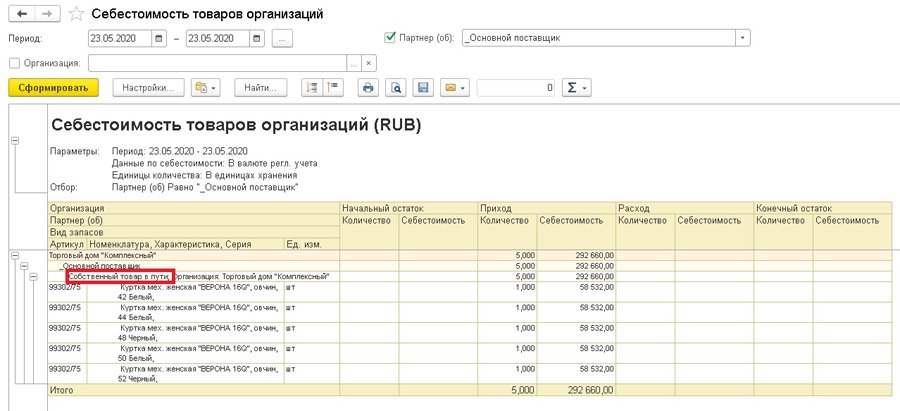 Себестоимость товаров организаций
Период: 23.05.2020 – 23.05.2020 ... Партнер (об): _Основной поставщик
Организация: ... ×
Сформировать Настройки... Найти... 0 Σ
Себестоимость товаров организаций (RUB)
Параметры: Период: 23.05.2020 - 23.05.2020
Данные по себестоимости: В валюте регл. учета
Единицы количества: В единицах хранения
Отбор: Партнер (об) Равно "_Основной поставщик"
Организация Начальный остаток Приход Расход Конечный остаток
Партнер (об) Количество Себестоимость Количество Себестоимость Количество Себестоимость Количество Себестоимость
Вид запасов
Артикул Номенклатура, Характеристика, Серия Ед. изм.
Торговый дом "Комплексный" 5,000 292 660,00
_Основной поставщик 5,000 292 660,00
Собственный товар в пути; Организация: Торговый дом "Комплексный" 5,000 292 660,00
99302/75 Куртка мех. женская "ВЕРОНА 16Q", овчин, шт 1,000 58 532,00
42 Белый,
99302/75 Куртка мех. женская "ВЕРОНА 16Q", овчин, шт 1,000 58 532,00
44 Белый,
99302/75 Куртка мех. женская "ВЕРОНА 16Q", овчин, шт 1,000 58 532,00
48 Черный,
99302/75 Куртка мех. женская "ВЕРОНА 16Q", овчин, шт 1,000 58 532,00
50 Белый,
99302/75 Куртка мех. женская "ВЕРОНА 16Q", овчин, шт 1,000 58 532,00
52 Черный,
Итого 5,000 292 660,00